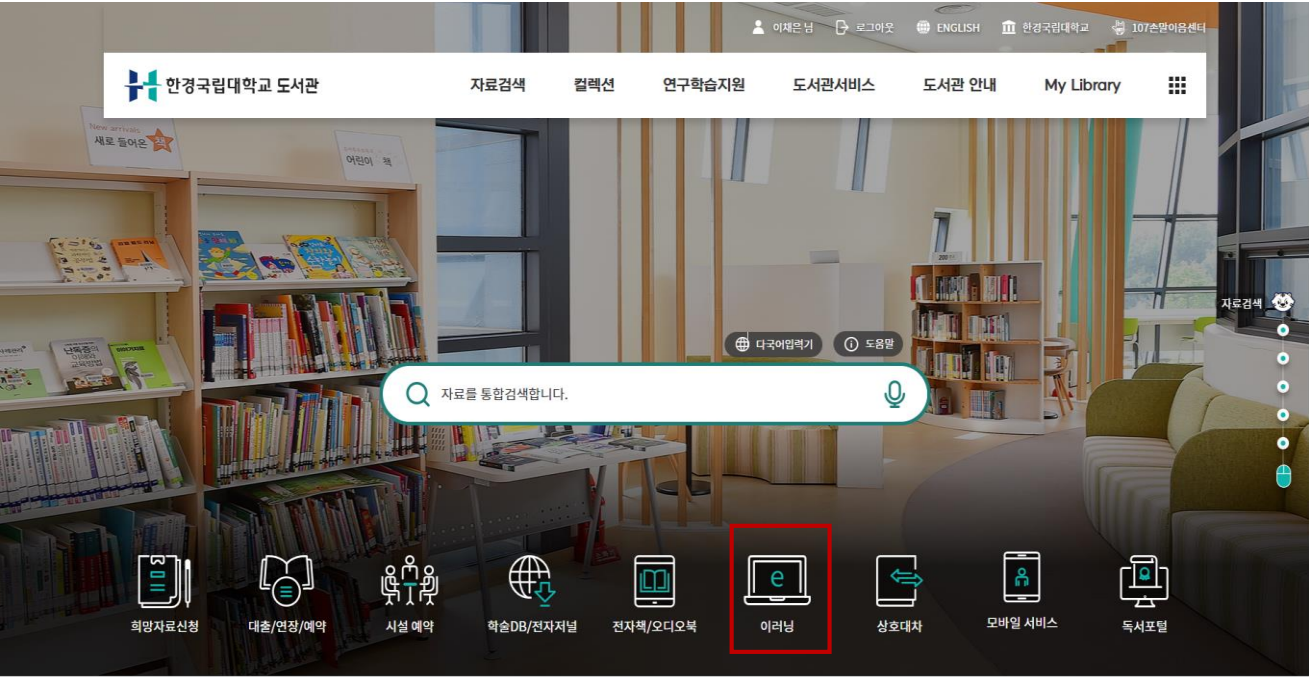 이채은 님
로그아웃
ENGLISH
한경국립대학교
107손말이음센터
한경국립대학교 도서관
자료검색
컬렉션
연구학습지원
도서관서비스
도서관 안내
My Library
New arrivals
새로 들어온 책
어린이 책
자료검색
다국어입력기
도움말
자료를 통합검색합니다.
희망자료신청
대출/연장/예약
시설 예약
학술DB/전자저널
전자책/오디오북
e
이러닝
상호대차
모바일 서비스
독서포털